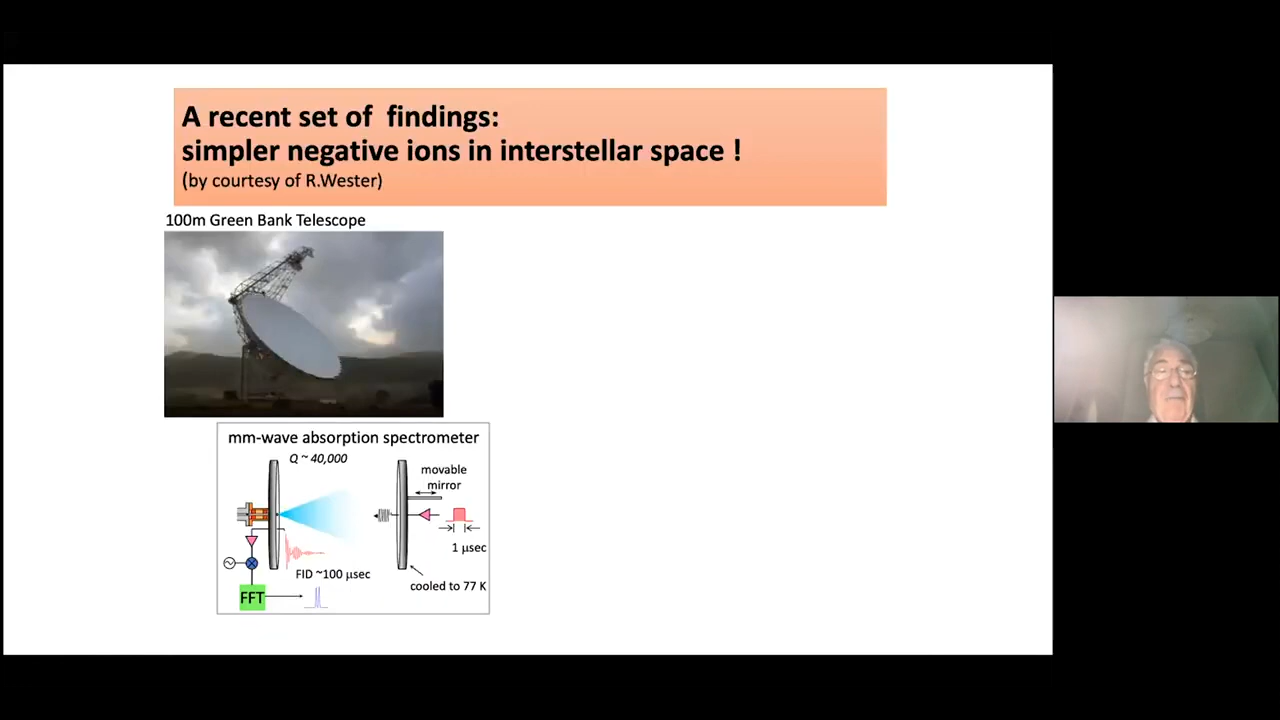 A recent set of findings:
simpler negative ions in interstellar space !
(by courtesy of R.Wester)
100m Green Bank Telescope
mm-wave absorption spectrometer
Q ~ 40,000
movable
mirror
1 μsec
FID ~100 μsec
cooled to 77 K
FFT